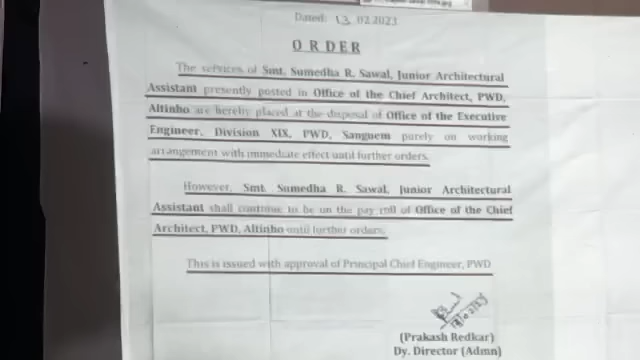 Dated: 13.02.2023
ORDER
The services of Smt. Sumedha R. Sawal, Junior Architectural
Assistant presently posted in Office of the Chief Architect, PWD,
Altinho are hereby placed at the disposal of Office of the Executive
Engineer, Division XIX, PWD, Sanguem purely on working
arrangement with immediate effect until further orders.
However, Smt. Sumedha R. Sawal, Junior Architectural
Assistant shall continue to be on the pay roll of Office of the Chief
Architect, PWD, Altinho until further orders.
This is issued with approval of Principal Chief Engineer, PWD
(Prakash Redkar)
Dy. Director (Admn)